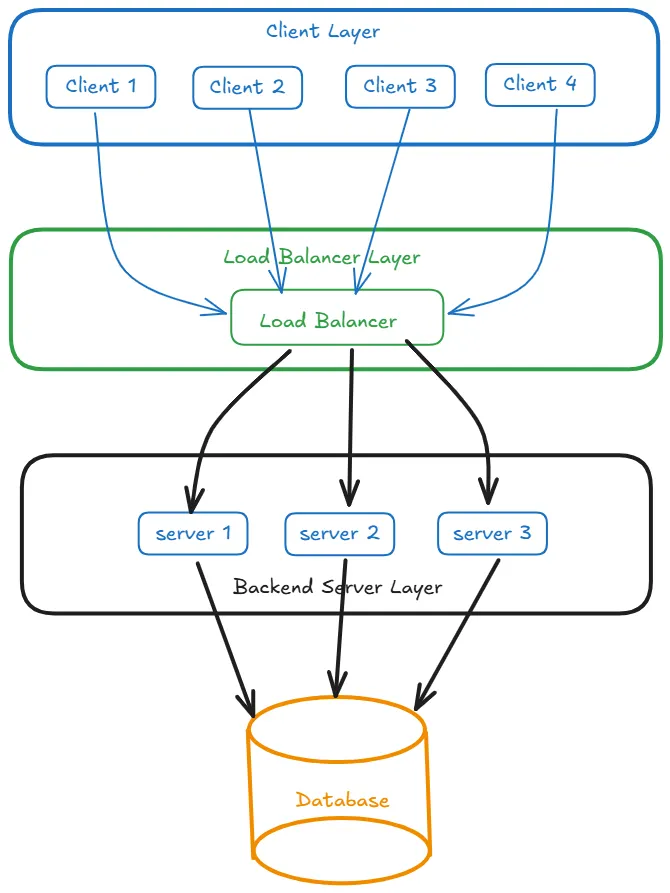 Client Layer
Client 1
Client 2
Client 3
Client 4
Load Balancer Layer
Load Balancer
server 1
server 2
server 3
Backend Server Layer
Database